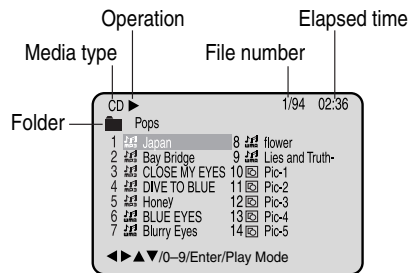 Operation Elapsed time
Media type File number
CD 1/94 02:36
Folder Pops
1 Japan 8 flower
2 Bay Bridge 9 Lies and Truth-
3 CLOSE MY EYES 10 Pic-1
4 DIVE TO BLUE 11 Pic-2
5 Honey 12 Pic-3
6 BLUE EYES 13 Pic-4
7 Blurry Eyes 14 Pic-5
◀▶▲▼/0–9/Enter/Play Mode